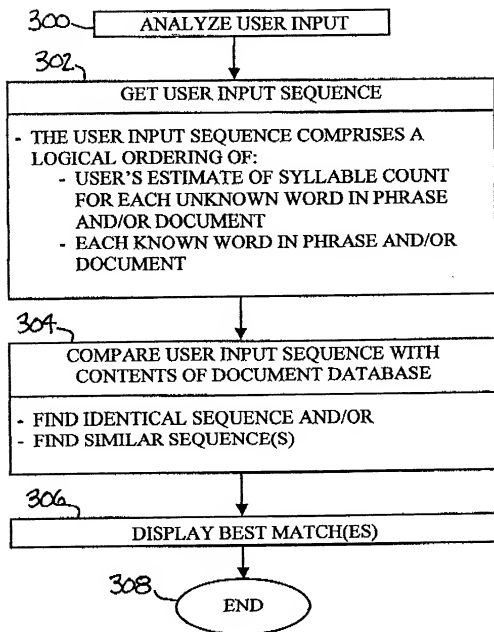 300
ANALYZE USER INPUT
302
GET USER INPUT SEQUENCE
- THE USER INPUT SEQUENCE COMPRISES A
LOGICAL ORDERING OF:
- USER'S ESTIMATE OF SYLLABLE COUNT
FOR EACH UNKNOWN WORD IN PHRASE
AND/OR DOCUMENT
- EACH KNOWN WORD IN PHRASE AND/OR
DOCUMENT
304
COMPARE USER INPUT SEQUENCE WITH
CONTENTS OF DOCUMENT DATABASE
- FIND IDENTICAL SEQUENCE AND/OR
- FIND SIMILAR SEQUENCE(S)
306
DISPLAY BEST MATCH(ES)
308
END